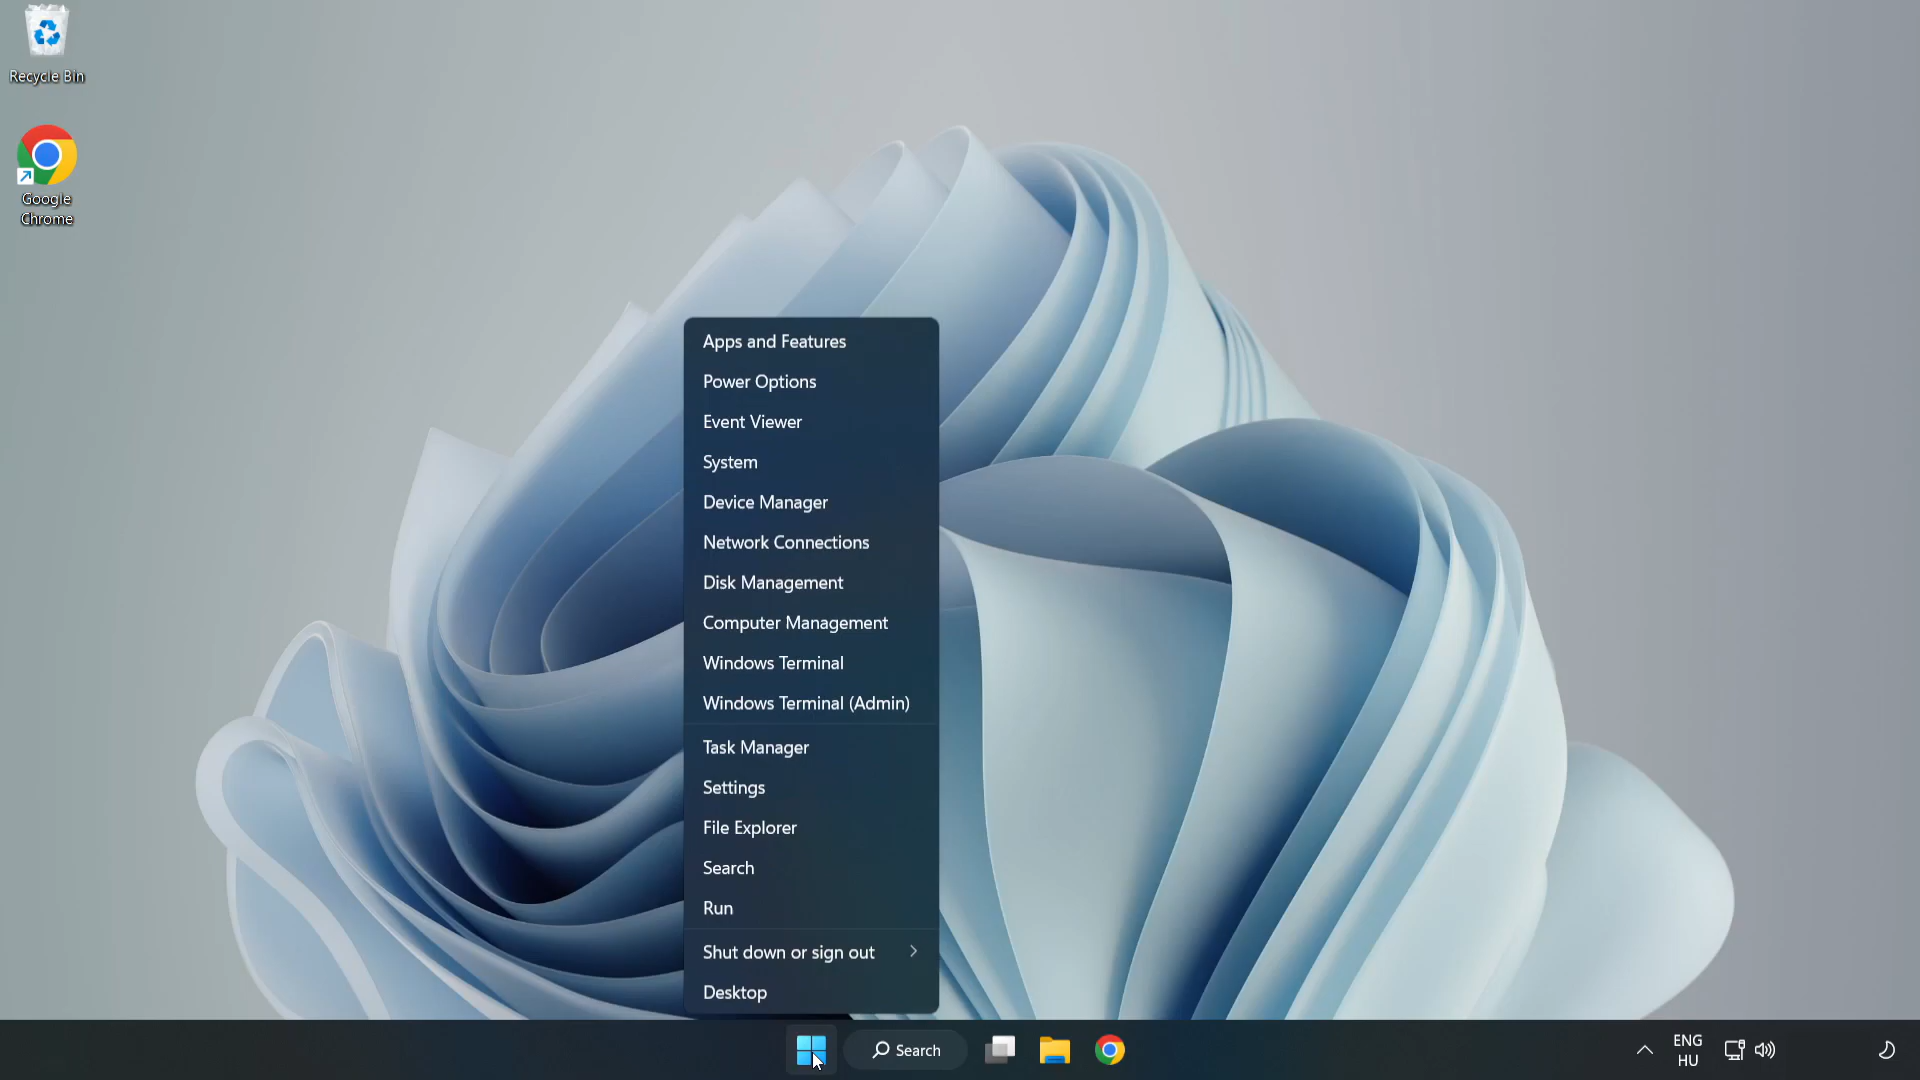 Recycle Bin
Google
Chrome
Apps and Features
Power Options
Event Viewer
System
Device Manager
Network Connections
Disk Management
Computer Management
Windows Terminal
Windows Terminal (Admin)
Task Manager
Settings
File Explorer
Search
Run
Shut down or sign out
Desktop
Search
ENG
HU